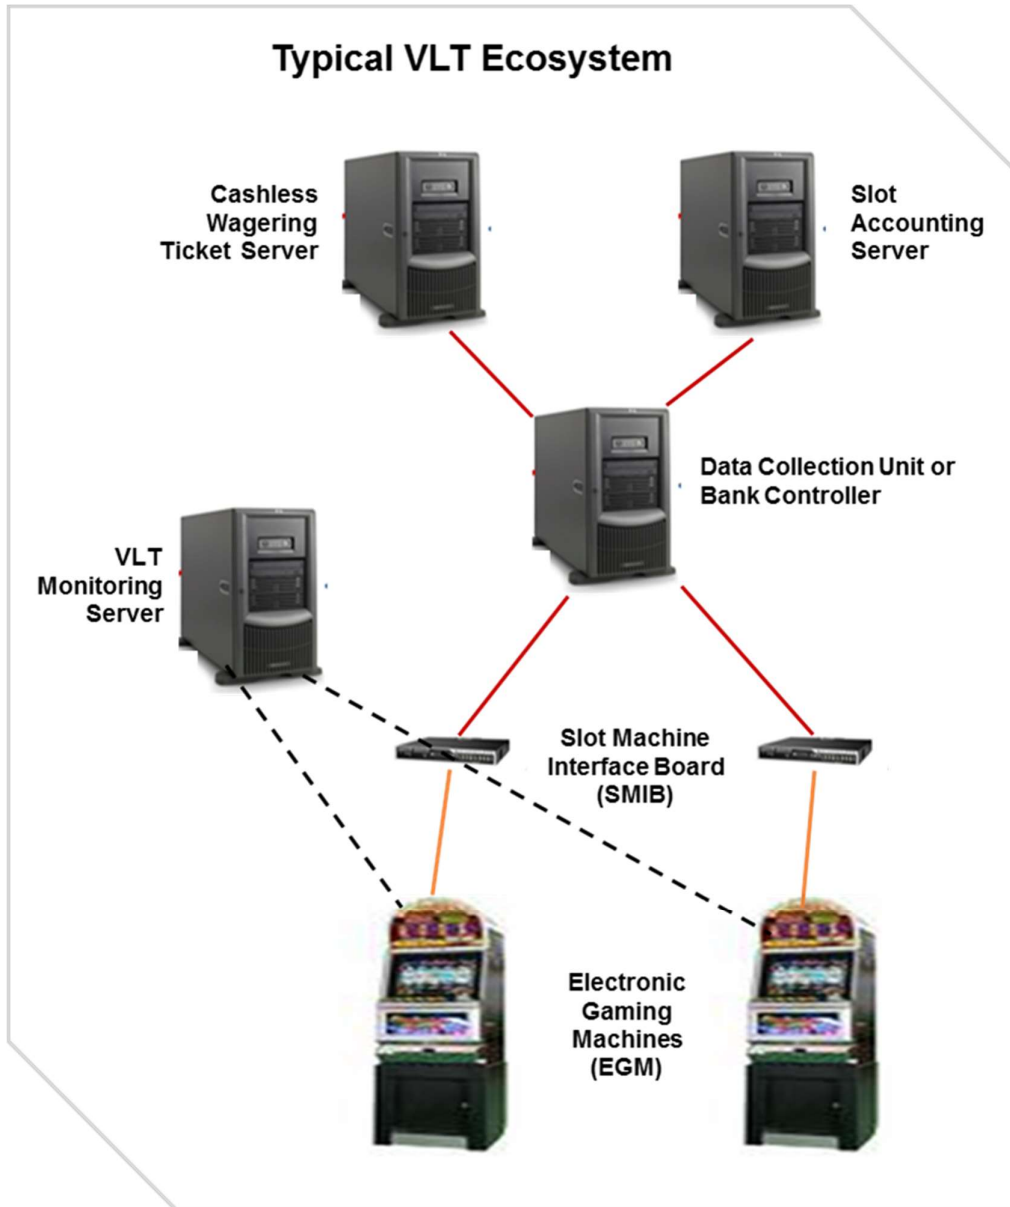 Typical VLT Ecosystem
Cashless
Wagering
Ticket Server
Slot
Accounting
Server
Data Collection Unit or
Bank Controller
VLT
Monitoring
Server
Slot Machine
Interface Board
(SMIB)
Electronic
Gaming
Machines
(EGM)